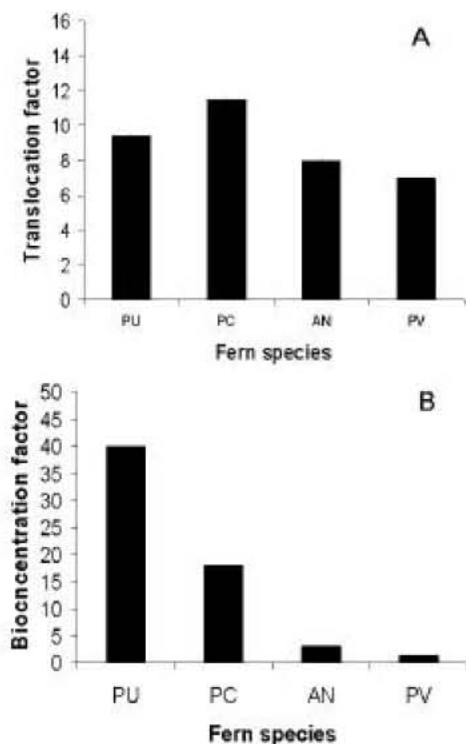 A
Translocation factor
16
14
12
10
8
6
4
2
0
PU PC AN PV
Fern species
B
Biocncentration factor
50
45
40
35
30
25
20
15
10
5
0
PU PC AN PV
Fern species